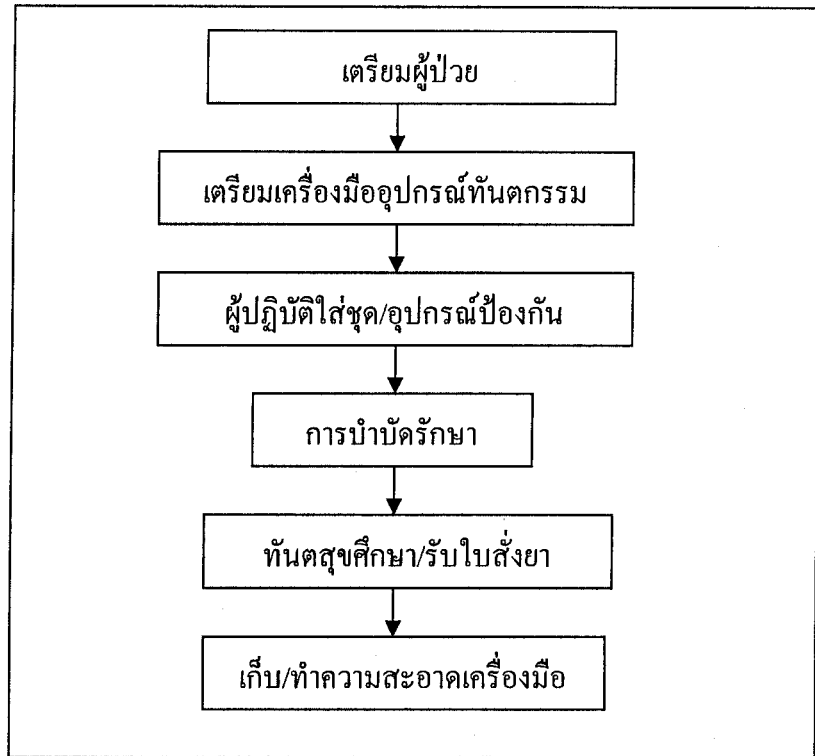 เตรียมผู้ป่วย
เตรียมเครื่องมืออุปกรณ์ทันตกรรม
ผู้ปฏิบัติใส่ชุด/อุปกรณ์ป้องกัน
การบำบัดรักษา
ทันตสุขศึกษา/รับใบสั่งยา
เก็บ/ทำความสะอาดเครื่องมือ